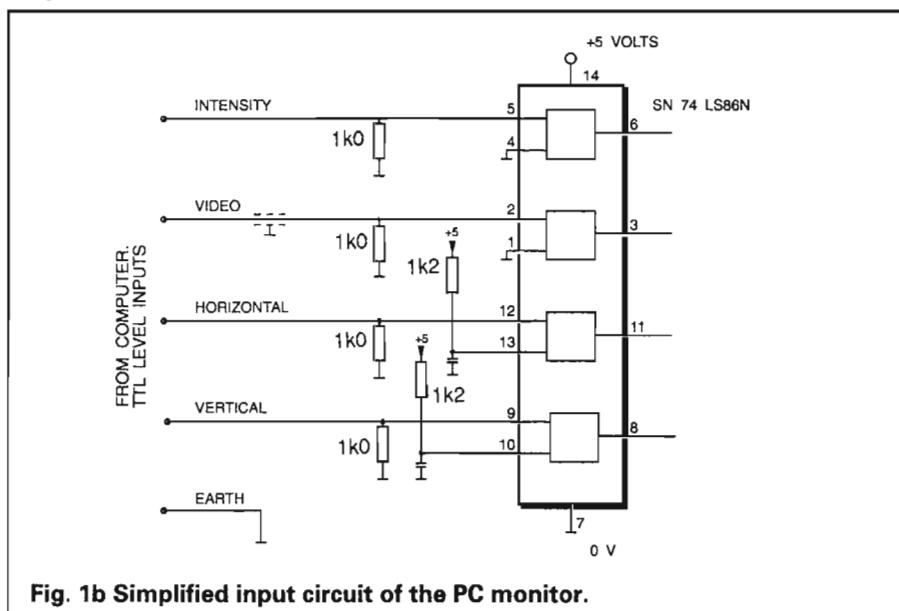 +5 VOLTS
14
SN 74 LS86N
INTENSITY
5
6
1k0
4
VIDEO
2
3
1k0
1
+5
1k2
FROM COMPUTER.
TTL LEVEL INPUTS
HORIZONTAL
12
11
1k0
13
+5
1k2
VERTICAL
9
8
1k0
10
EARTH
7
0 V
Fig. 1b Simplified input circuit of the PC monitor.